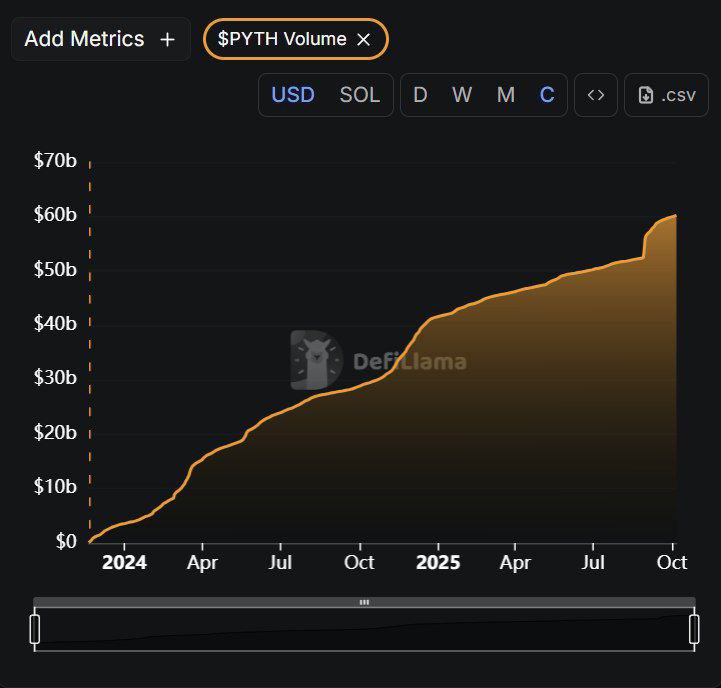 Add Metrics + $PYTH Volume ×
USD SOL D W M C <> .csv
$70b
$60b
$50b
$40b
$30b
$20b
$10b
$0
DefiLlama
2024 Apr Jul Oct 2025 Apr Jul Oct